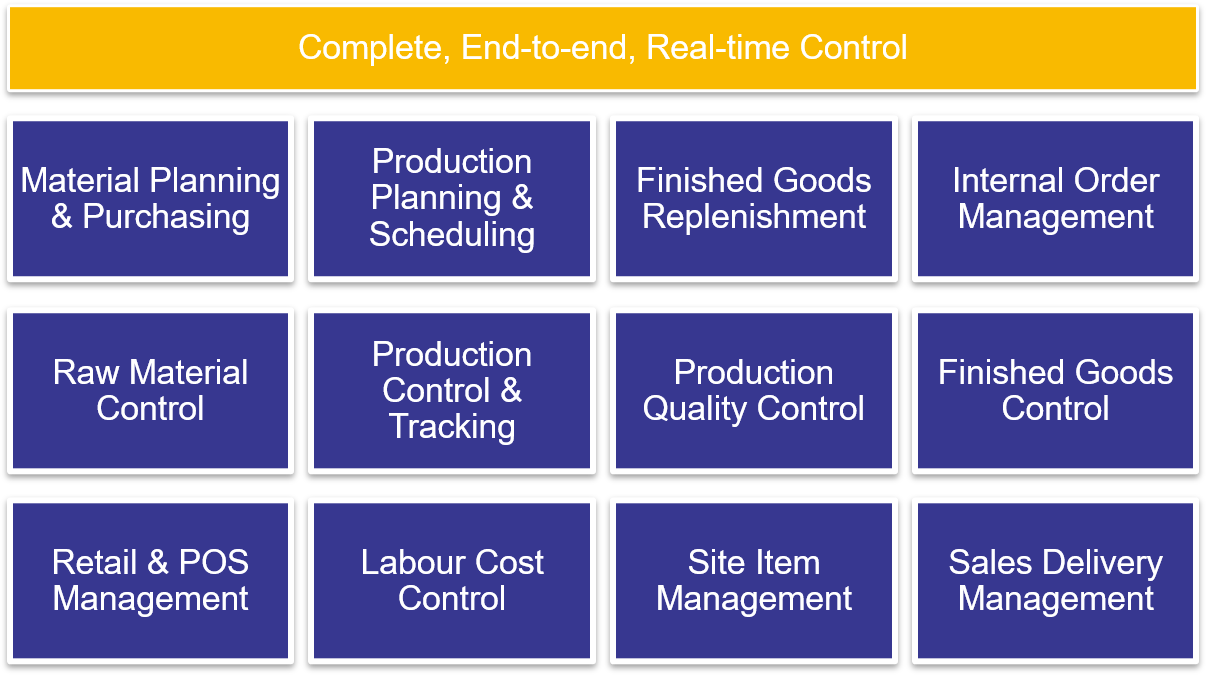 Complete, End-to-end, Real-time Control
Material Planning
& Purchasing
Production
Planning &
Scheduling
Finished Goods
Replenishment
Internal Order
Management
Raw Material
Control
Production
Control &
Tracking
Production
Quality Control
Finished Goods
Control
Retail & POS
Management
Labour Cost
Control
Site Item
Management
Sales Delivery
Management